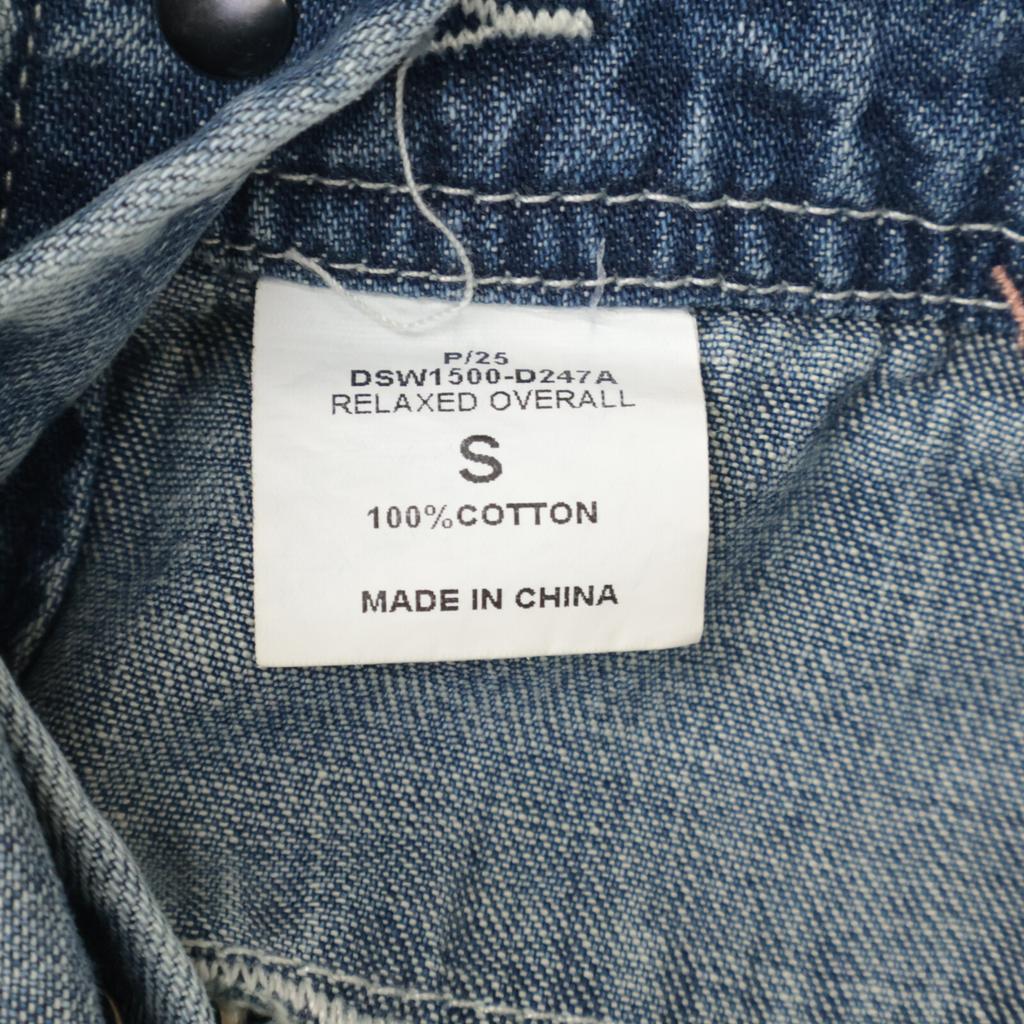 P/25
DSW1500-D247A
RELAXED OVERALL
S
100%COTTON
MADE IN CHINA